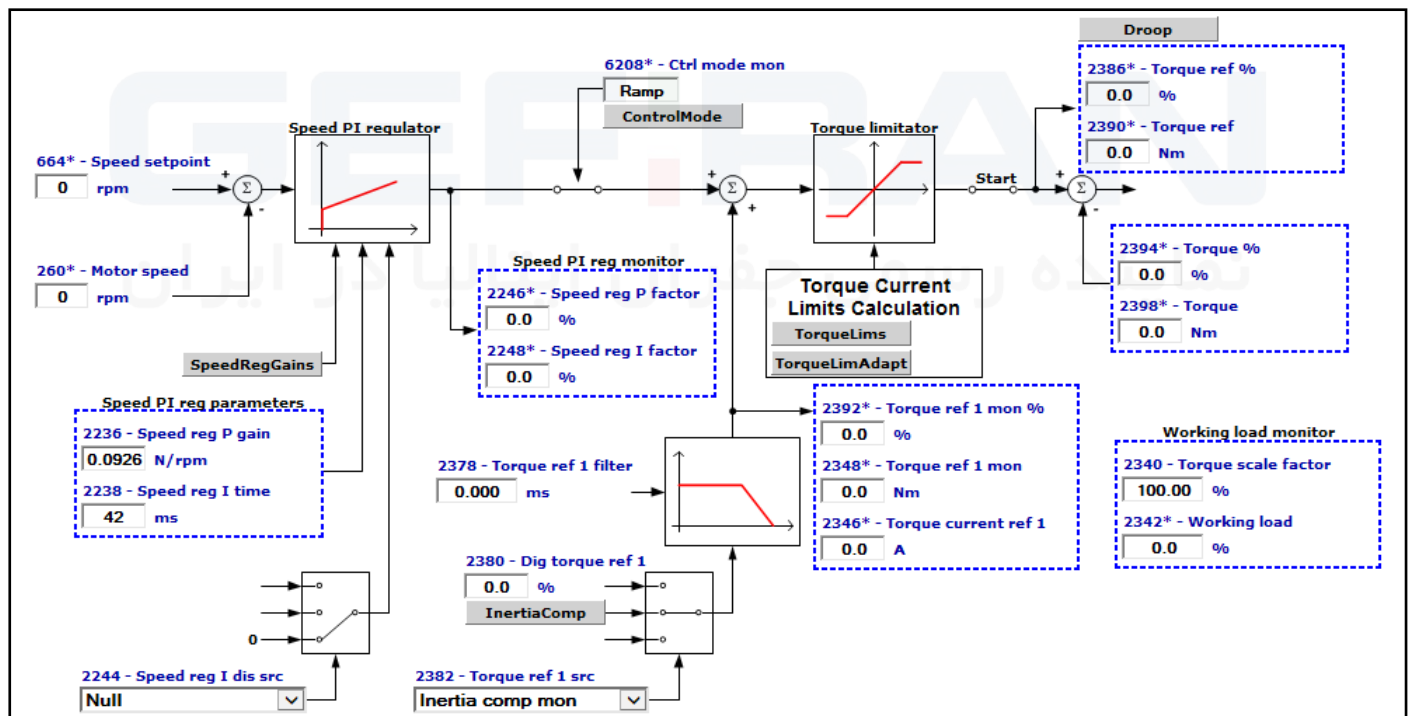 Droop
6208* - Ctrl mode mon
Ramp
ControlMode
2386* - Torque ref %
0.0 %
2390* - Torque ref
0.0 Nm
Speed PI regulator
Torque limitator
664* - Speed setpoint
0 rpm
+
Σ
-
+
Σ
+
Start
+
Σ
-
260* - Motor speed
0 rpm
Speed PI reg monitor
2246* - Speed reg P factor
0.0 %
2248* - Speed reg I factor
0.0 %
Torque Current
Limits Calculation
TorqueLims
TorqueLimAdapt
2394* - Torque %
0.0 %
2398* - Torque
0.0 Nm
SpeedRegGains
Speed PI reg parameters
2236 - Speed reg P gain
0.0926 N/rpm
2238 - Speed reg I time
42 ms
2378 - Torque ref 1 filter
0.000 ms
2392* - Torque ref 1 mon %
0.0 %
2348* - Torque ref 1 mon
0.0 Nm
2346* - Torque current ref 1
0.0 A
Working load monitor
2340 - Torque scale factor
100.00 %
2342* - Working load
0.0 %
2380 - Dig torque ref 1
0.0 %
InertiaComp
0
2244 - Speed reg I dis src
Null
2382 - Torque ref 1 src
Inertia comp mon
GEFRAN
نماینده رسمی جفران ایتالیا در ایران